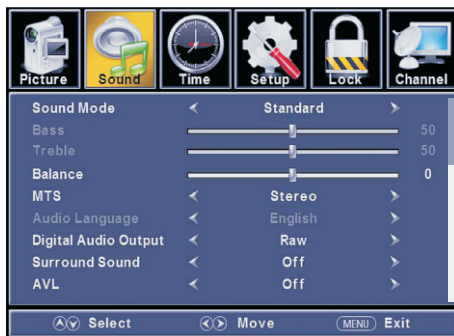 Picture Sound Time Setup Lock Channel
Sound Mode Standard
Bass 50
Treble 50
Balance 0
MTS Stereo
Audio Language English
Digital Audio Output Raw
Surround Sound Off
AVL Off
Select Move MENU Exit